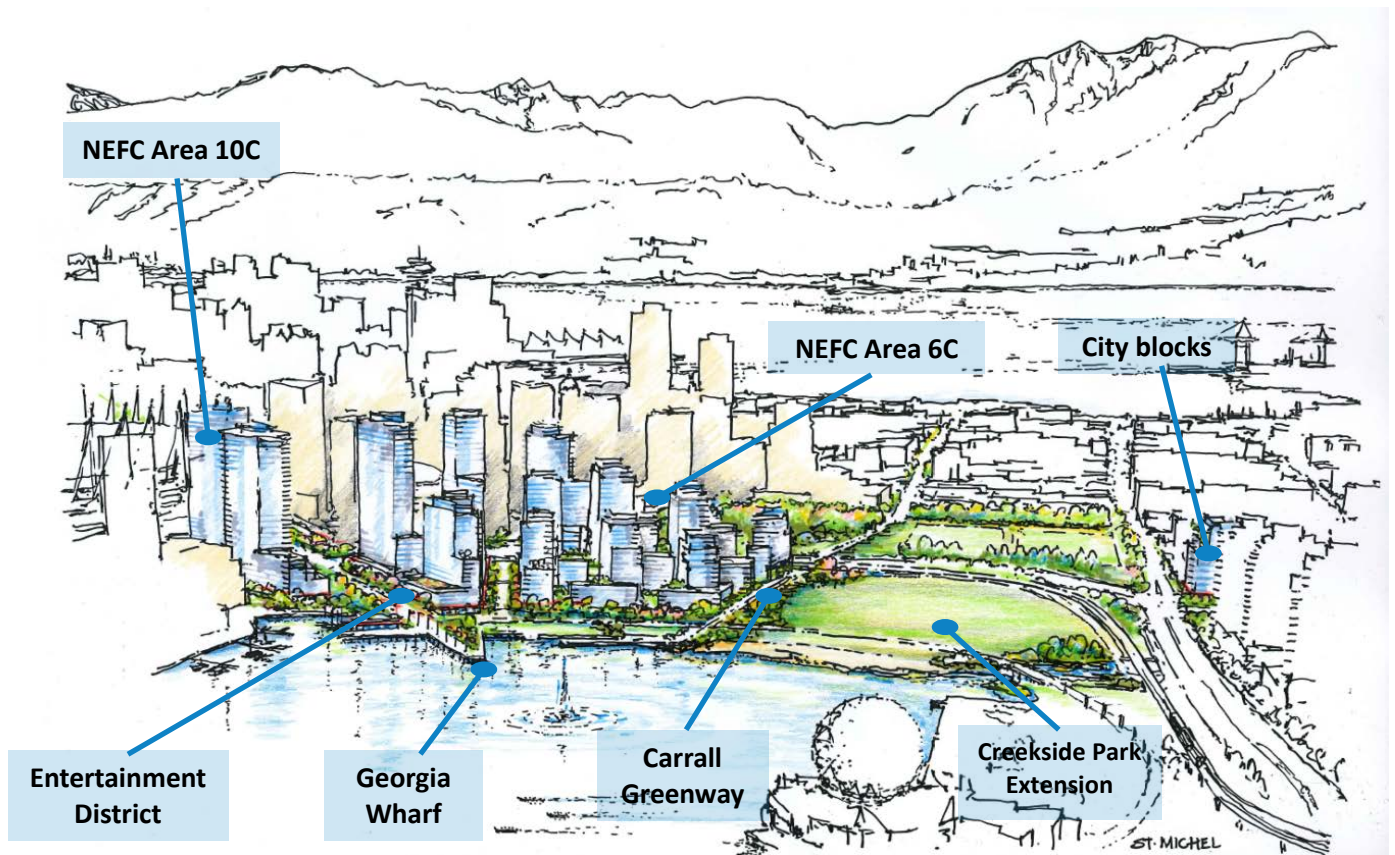 NEFC Area 10C
NEFC Area 6C
City blocks
Entertainment
District
Georgia
Wharf
Carrall
Greenway
Creekside Park
Extension
ST. MICHEL